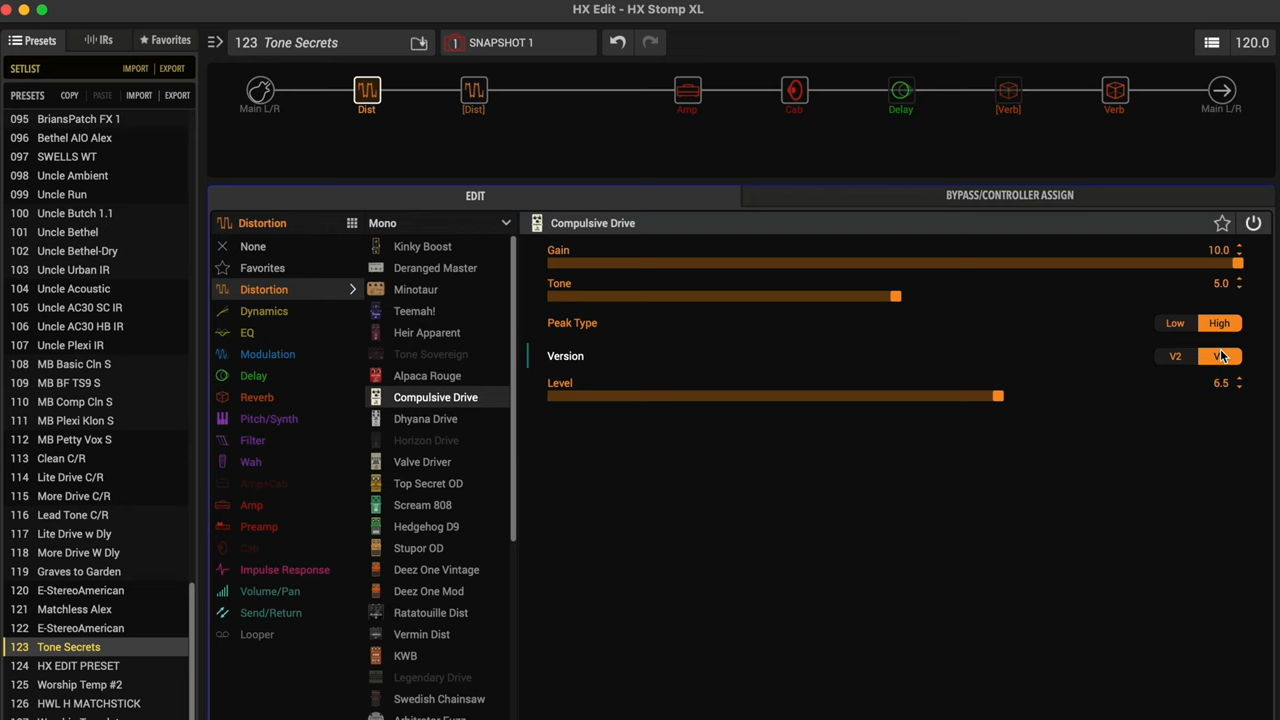 HX Edit - HX Stomp XL
Presets
IRs
Favorites
123 Tone Secrets
1 SNAPSHOT 1
120.0
SETLIST IMPORT EXPORT
PRESETS COPY PASTE IMPORT EXPORT
095 BriansPatch FX 1
096 Bethel AIO Alex
097 SWELLS WT
098 Uncle Ambient
099 Uncle Run
100 Uncle Butch 1.1
101 Uncle Bethel
102 Uncle Bethel-Dry
103 Uncle Urban IR
104 Uncle Acoustic
105 Uncle AC30 SC IR
106 Uncle AC30 HB IR
107 Uncle Plexi IR
108 MB Basic Cln S
109 MB BF TS9 S
110 MB Comp Cln S
111 MB Plexi Klon S
112 MB Petty Vox S
113 Clean C/R
114 Lite Drive C/R
115 More Drive C/R
116 Lead Tone C/R
117 Lite Drive w Dly
118 More Drive W Dly
119 Graves to Garden
120 E-StereoAmerican
121 Matchless Alex
122 E-StereoAmerican
123 Tone Secrets
124 HX EDIT PRESET
125 Worship Temp #2
126 HWL H MATCHSTICK
Main L/R
Dist
[Dist]
Amp
Cab
Delay
[Verb]
Verb
Main L/R
EDIT
BYPASS/CONTROLLER ASSIGN
Distortion
None
Favorites
Distortion
Dynamics
EQ
Modulation
Delay
Reverb
Pitch/Synth
Filter
Wah
Amp+Cab
Amp
Preamp
Cab
Impulse Response
Volume/Pan
Send/Return
Looper
Mono
Kinky Boost
Deranged Master
Minotaur
Teemah!
Heir Apparent
Tone Sovereign
Alpaca Rouge
Compulsive Drive
Dhyana Drive
Horizon Drive
Valve Driver
Top Secret OD
Scream 808
Hedgehog D9
Stupor OD
Deez One Vintage
Deez One Mod
Ratatouille Dist
Vermin Dist
KWB
Legendary Drive
Swedish Chainsaw
Arbitrator Fuzz
Compulsive Drive
Gain 10.0
Tone 5.0
Peak Type Low High
Version V2
Level 6.5